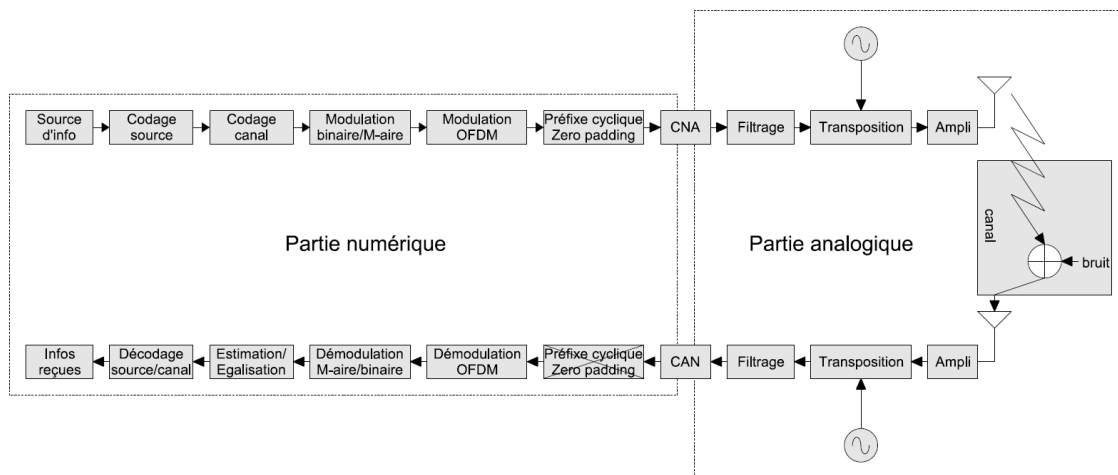 Source
d'info
Codage
source
Codage
canal
Modulation
binaire/M-aire
Modulation
OFDM
Préfixe cyclique
Zero padding
CNA
Filtrage
Transposition
Ampli
Partie numérique
Partie analogique
canal
bruit
Infos
reçues
Décodage
source/canal
Estimation/
Egalisation
Démodulation
M-aire/binaire
Démodulation
OFDM
Préfixe cyclique
Zero padding
CAN
Filtrage
Transposition
Ampli